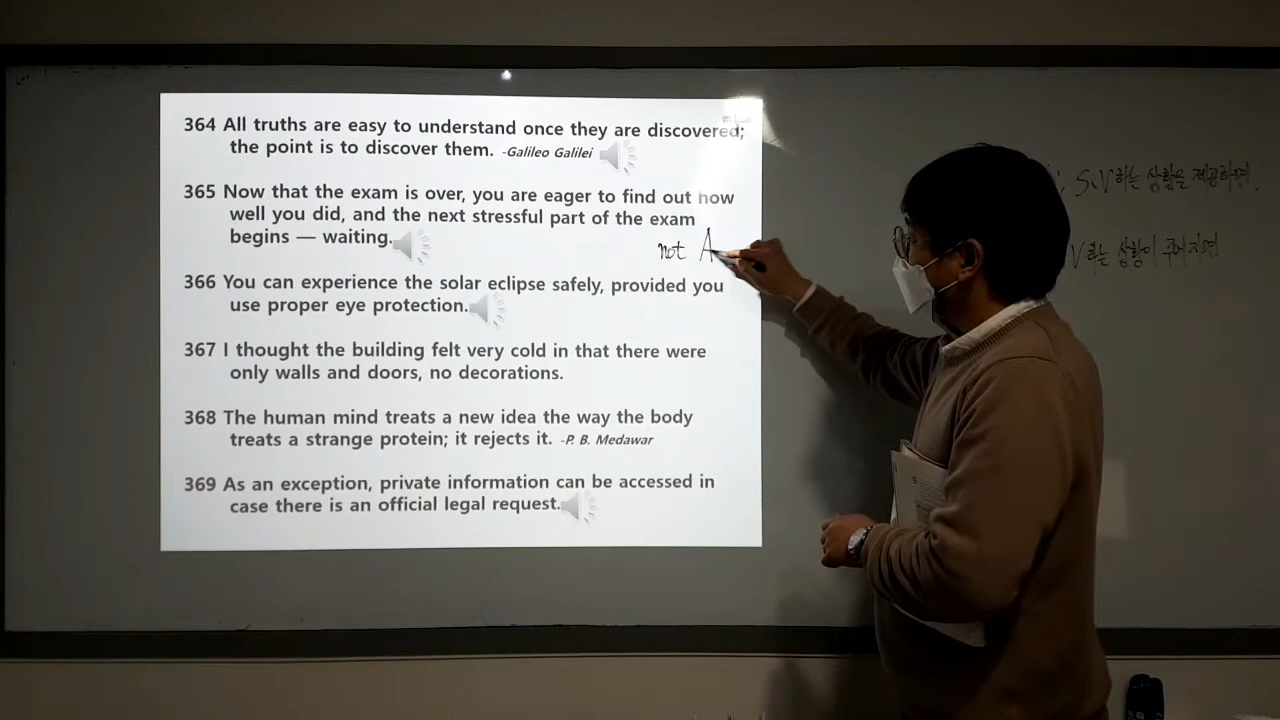 364 All truths are easy to understand once they are discovered;
the point is to discover them. -Galileo Galilei
365 Now that the exam is over, you are eager to find out how
well you did, and the next stressful part of the exam
begins — waiting.
not A
366 You can experience the solar eclipse safely, provided you
use proper eye protection.
367 I thought the building felt very cold in that there were
only walls and doors, no decorations.
368 The human mind treats a new idea the way the body
treats a strange protein; it rejects it. -P. B. Medawar
369 As an exception, private information can be accessed in
case there is an official legal request.
; S.V하는 상황을 제공하면.
V하는 상황이 주어지면